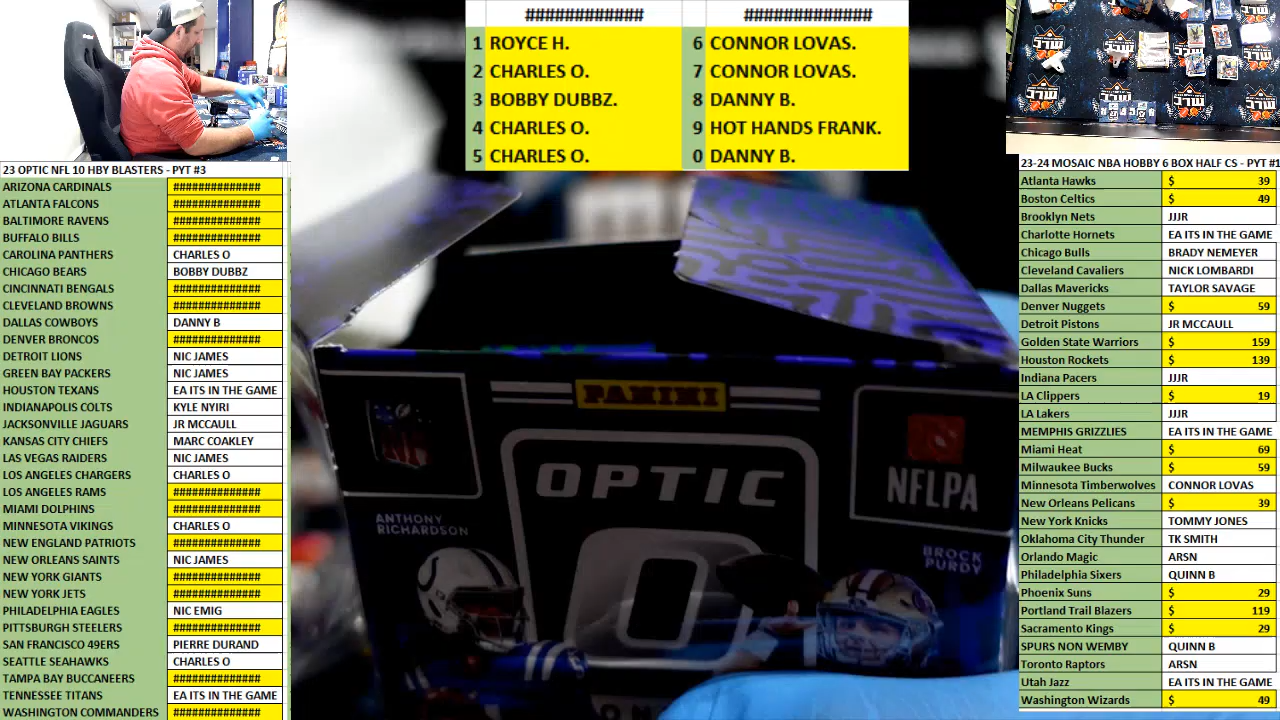 ############
#############
1 ROYCE H.
6 CONNOR LOVAS.
2 CHARLES O.
7 CONNOR LOVAS.
3 BOBBY DUBBZ.
8 DANNY B.
4 CHARLES O.
9 HOT HANDS FRANK.
5 CHARLES O.
0 DANNY B.
23 OPTIC NFL 10 HBY BLASTERS - PYT #3
ARIZONA CARDINALS ##############
ATLANTA FALCONS ##############
BALTIMORE RAVENS ##############
BUFFALO BILLS ##############
CAROLINA PANTHERS CHARLES O
CHICAGO BEARS BOBBY DUBBZ
CINCINNATI BENGALS ##############
CLEVELAND BROWNS ##############
DALLAS COWBOYS DANNY B
DENVER BRONCOS ##############
DETROIT LIONS NIC JAMES
GREEN BAY PACKERS NIC JAMES
HOUSTON TEXANS EA ITS IN THE GAME
INDIANAPOLIS COLTS KYLE NYIRI
JACKSONVILLE JAGUARS JR MCCAULL
KANSAS CITY CHIEFS MARC COAKLEY
LAS VEGAS RAIDERS NIC JAMES
LOS ANGELES CHARGERS CHARLES O
LOS ANGELES RAMS ##############
MIAMI DOLPHINS ##############
MINNESOTA VIKINGS CHARLES O
NEW ENGLAND PATRIOTS ##############
NEW ORLEANS SAINTS NIC JAMES
NEW YORK GIANTS ##############
NEW YORK JETS ##############
PHILADELPHIA EAGLES NIC EMIG
PITTSBURGH STEELERS ##############
SAN FRANCISCO 49ERS PIERRE DURAND
SEATTLE SEAHAWKS CHARLES O
TAMPA BAY BUCCANEERS ##############
TENNESSEE TITANS EA ITS IN THE GAME
WASHINGTON COMMANDERS ##############
PANINI
NFL
OPTIC
NFLPA
ANTHONY
RICHARDSON
BROCK
PURDY
23-24 MOSAIC NBA HOBBY 6 BOX HALF CS - PYT #1
Atlanta Hawks $ 39
Boston Celtics $ 49
Brooklyn Nets JJJR
Charlotte Hornets EA ITS IN THE GAME
Chicago Bulls BRADY NEMEYER
Cleveland Cavaliers NICK LOMBARDI
Dallas Mavericks TAYLOR SAVAGE
Denver Nuggets $ 59
Detroit Pistons JR MCCAULL
Golden State Warriors $ 159
Houston Rockets $ 139
Indiana Pacers JJJR
LA Clippers $ 19
LA Lakers JJJR
MEMPHIS GRIZZLIES EA ITS IN THE GAME
Miami Heat $ 69
Milwaukee Bucks $ 59
Minnesota Timberwolves CONNOR LOVAS
New Orleans Pelicans $ 39
New York Knicks TOMMY JONES
Oklahoma City Thunder TK SMITH
Orlando Magic ARSN
Philadelphia Sixers QUINN B
Phoenix Suns $ 29
Portland Trail Blazers $ 119
Sacramento Kings $ 29
SPURS NON WEMBY QUINN B
Toronto Raptors ARSN
Utah Jazz EA ITS IN THE GAME
Washington Wizards $ 49